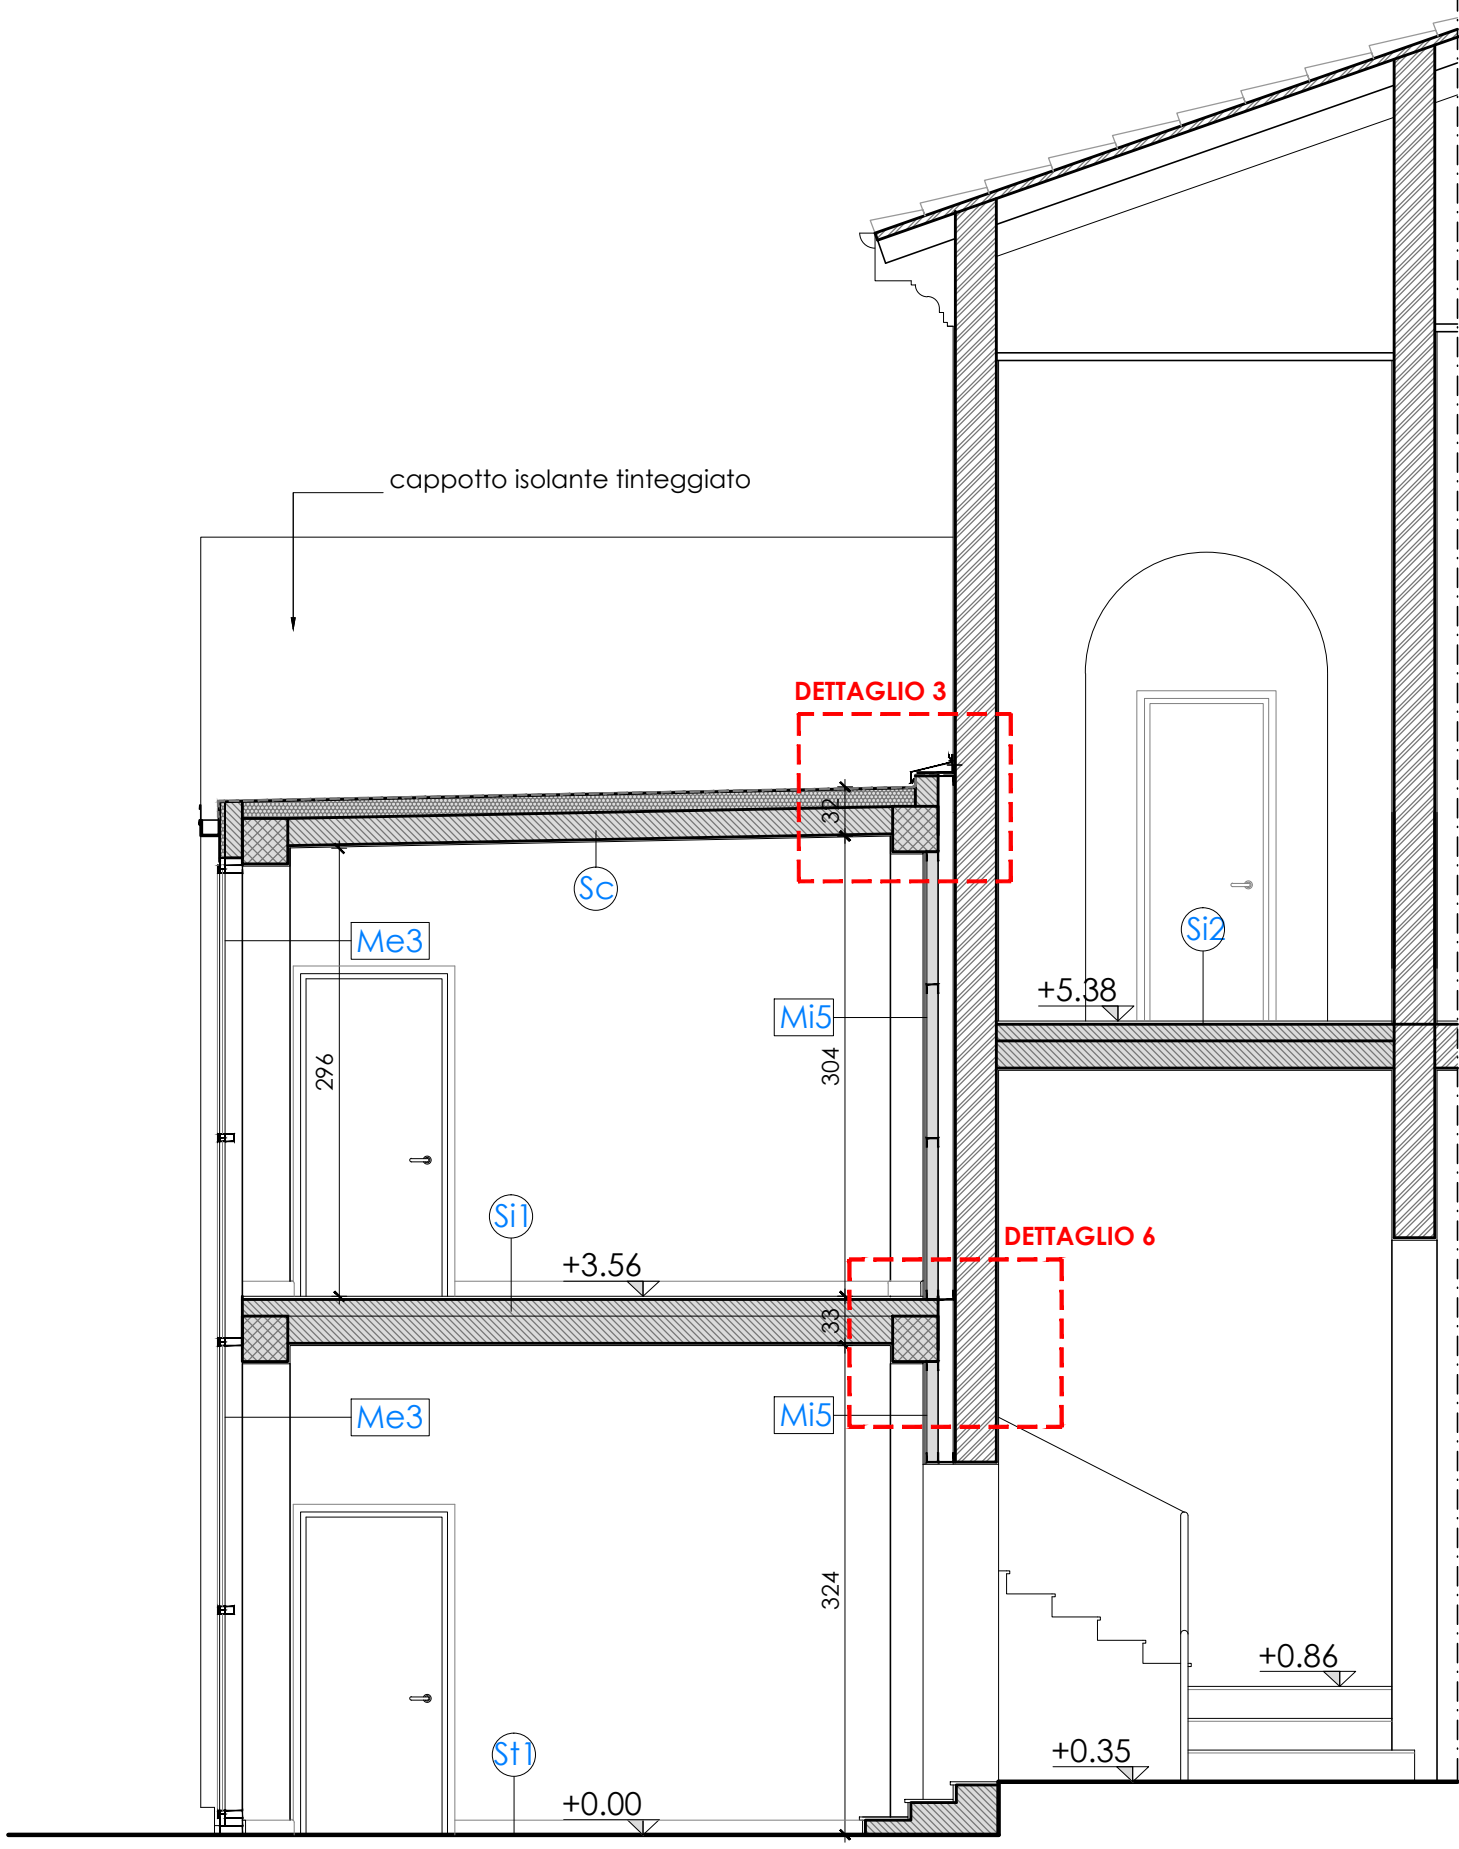 cappotto isolante tinteggiato
DETTAGLIO 3
32
Sc
Me3
Si2
+5.38
Mi5
296
304
Si1
DETTAGLIO 6
+3.56
33
Me3
Mi5
324
+0.86
St1
+0.35
+0.00